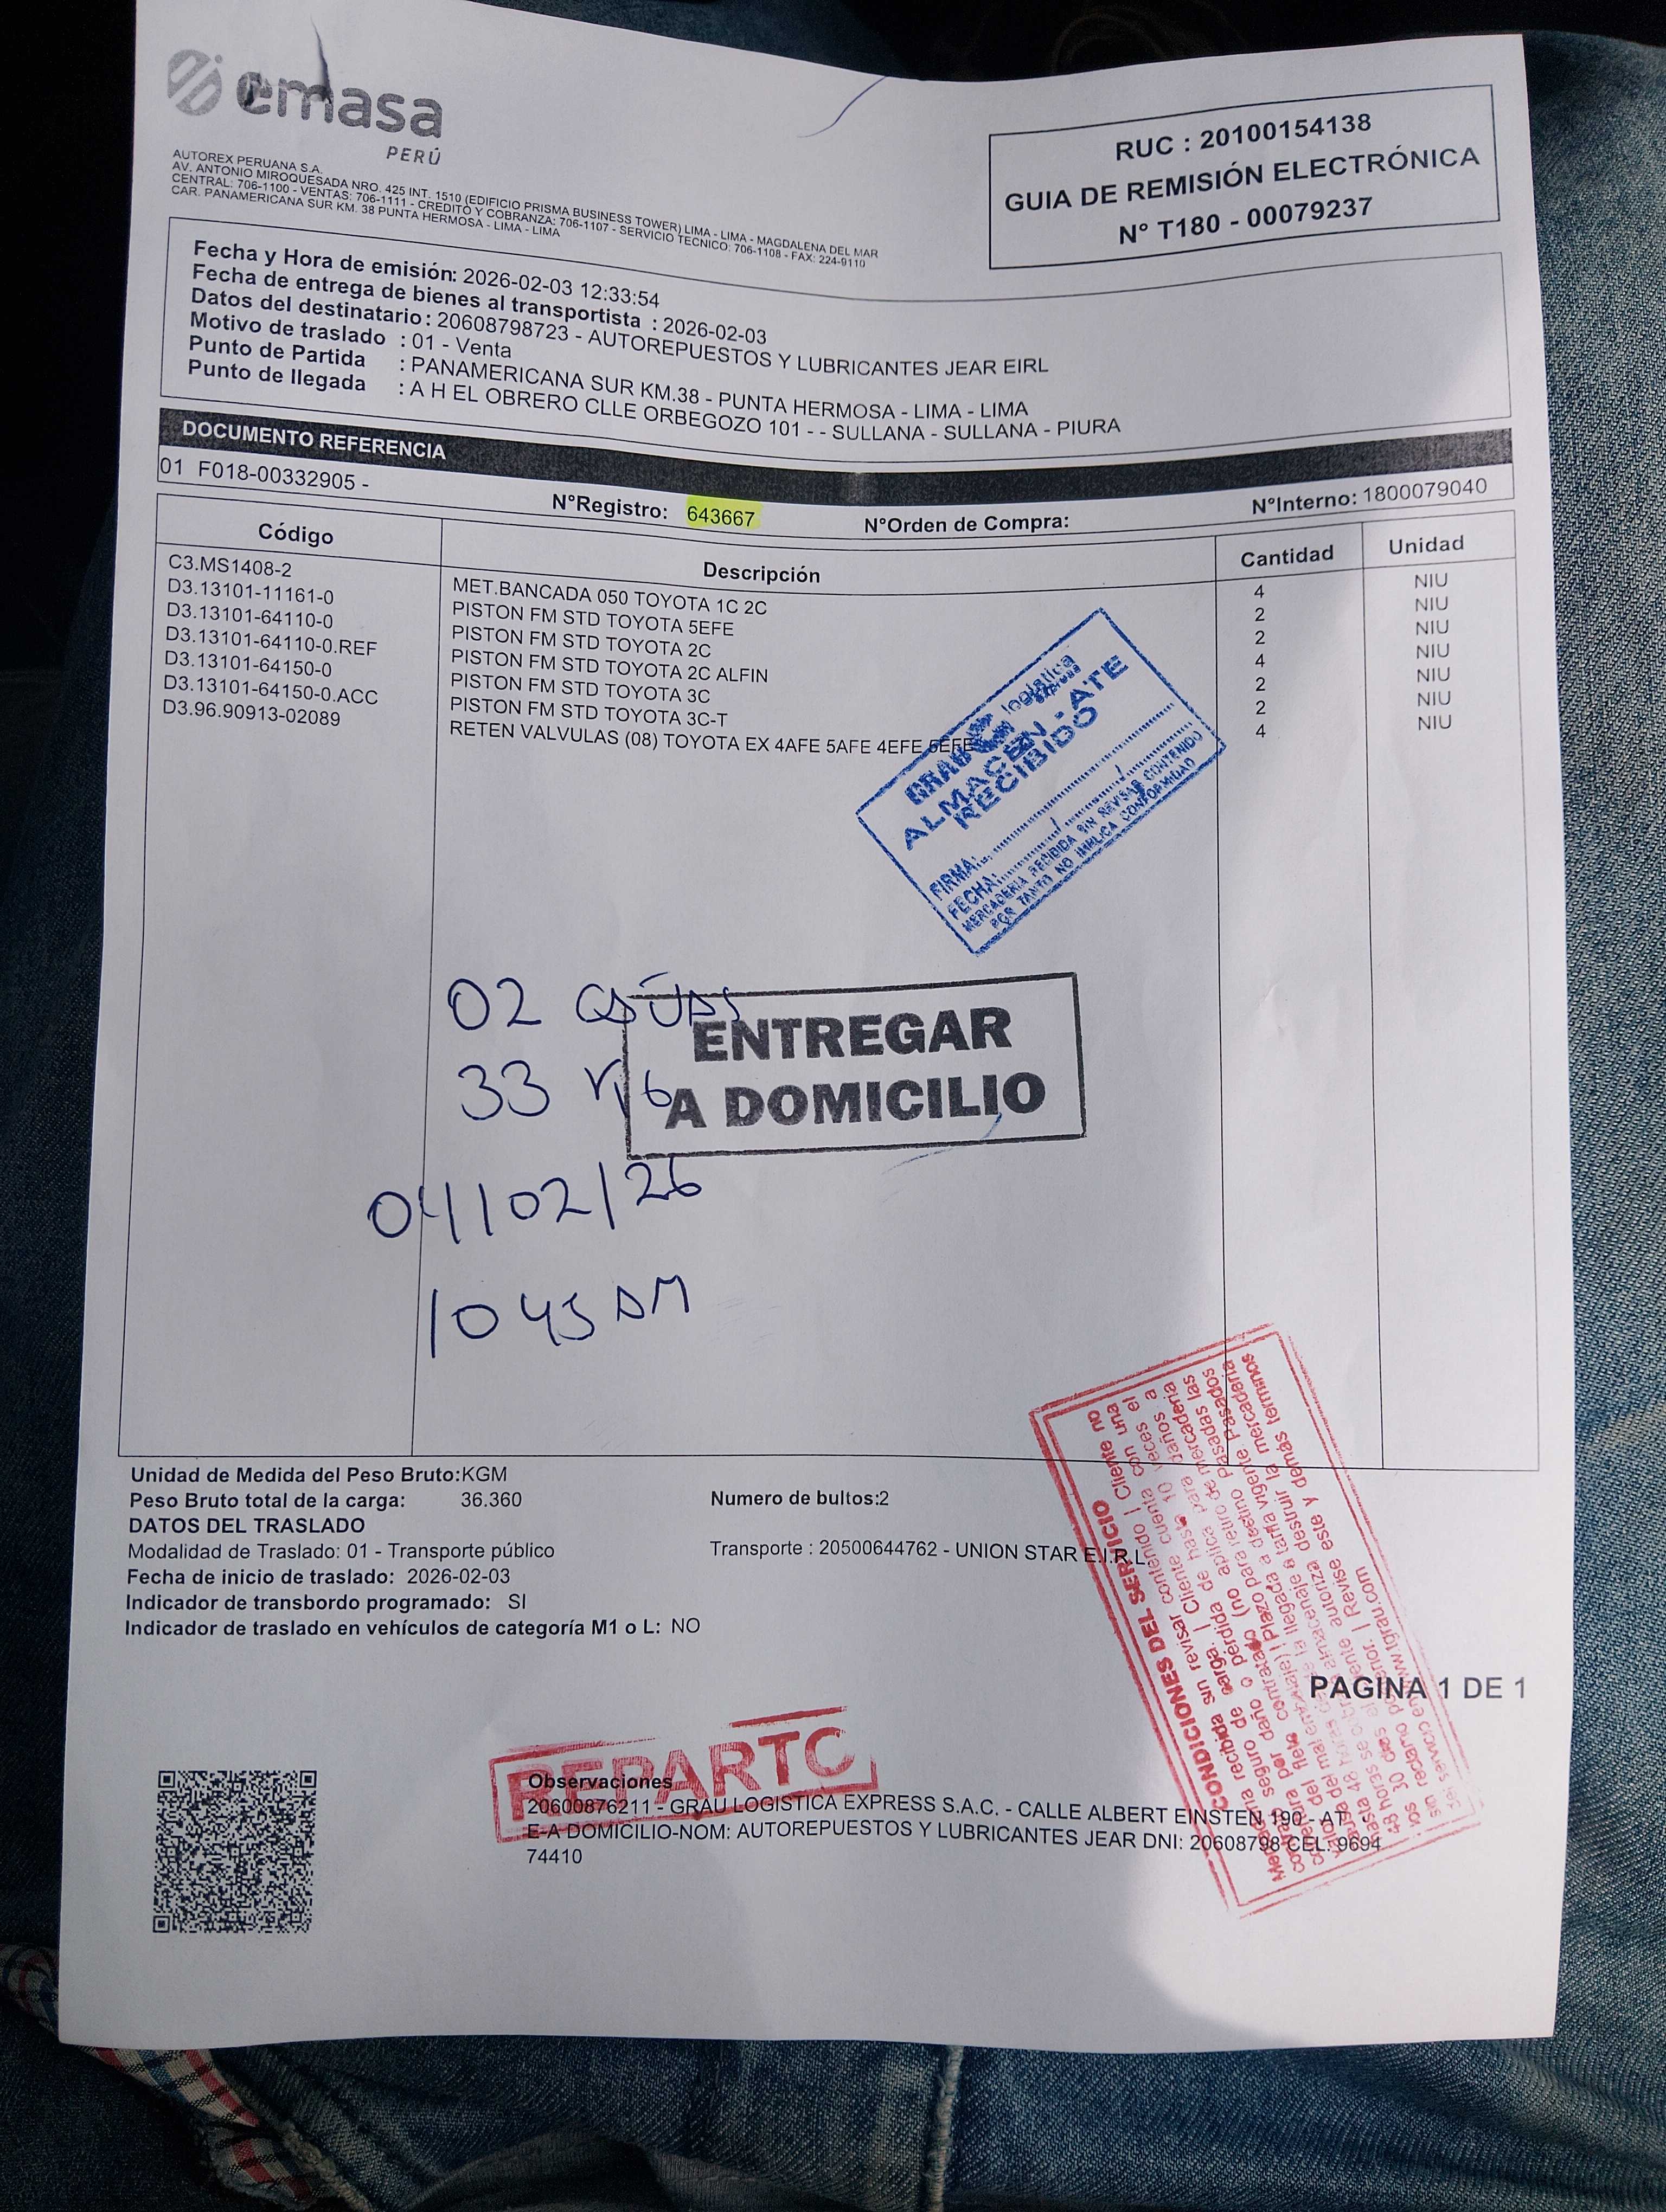 emasa
PERÚ
AUTOREX PERUANA S.A.
AV. ANTONIO MIROQUESADA NRO. 425 INT. 1510 (EDIFICIO PRISMA BUSINESS TOWER) LIMA - LIMA - MAGDALENA DEL MAR
CENTRAL: 706-1100 - VENTAS: 706-1111 - CREDITO Y COBRANZA: 706-1107 - SERVICIO TECNICO: 706-1108 - FAX: 224-9110
CAR. PANAMERICANA SUR KM. 38 PUNTA HERMOSA - LIMA - LIMA
RUC : 20100154138
GUIA DE REMISIÓN ELECTRÓNICA
N° T180 - 00079237
Fecha y Hora de emisión: 2026-02-03 12:33:54
Fecha de entrega de bienes al transportista : 2026-02-03
Datos del destinatario : 20608798723 - AUTOREPUESTOS Y LUBRICANTES JEAR EIRL
Motivo de traslado : 01 - Venta
Punto de Partida : PANAMERICANA SUR KM.38 - PUNTA HERMOSA - LIMA - LIMA
Punto de llegada : A H EL OBRERO CLLE ORBEGOZO 101 - - SULLANA - SULLANA - PIURA
DOCUMENTO REFERENCIA
01 F018-00332905 -
N°Registro: 643667 N°Orden de Compra: N°Interno: 1800079040
Código Descripción Cantidad Unidad
C3.MS1408-2 MET.BANCADA 050 TOYOTA 1C 2C 4 NIU
D3.13101-11161-0 PISTON FM STD TOYOTA 5EFE 2 NIU
D3.13101-64110-0 PISTON FM STD TOYOTA 2C 2 NIU
D3.13101-64110-0.REF PISTON FM STD TOYOTA 2C ALFIN 4 NIU
D3.13101-64150-0 PISTON FM STD TOYOTA 3C 2 NIU
D3.13101-64150-0.ACC PISTON FM STD TOYOTA 3C-T 2 NIU
D3.96.90913-02089 RETEN VALVULAS (08) TOYOTA EX 4AFE 5AFE 4EFE 5EFE 4 NIU
logística
ALMACEN - ATE
RECIBIDO
FIRMA:
FECHA: / /
MERCADERIA RECIBIDA SIN REVISAR CONTENIDO
POR TANTO NO IMPLICA CONFORMIDAD
02
33
ENTREGAR
A DOMICILIO
04/02/26
1045 AM
Unidad de Medida del Peso Bruto:KGM
Peso Bruto total de la carga: 36.360 Numero de bultos:2
DATOS DEL TRASLADO
Modalidad de Traslado: 01 - Transporte público Transporte : 20500644762 - UNION STAR E.I.R.L
Fecha de inicio de traslado: 2026-02-03
Indicador de transbordo programado: SI
Indicador de traslado en vehículos de categoría M1 o L: NO
CONDICIONES DEL SERVICIO
PAGINA 1 DE 1
REPARTO
Observaciones
20600876211 - GRAU LOGISTICA EXPRESS S.A.C. - CALLE ALBERT EINSTEN 190 - AT
E-A DOMICILIO-NOM: AUTOREPUESTOS Y LUBRICANTES JEAR DNI: 20608798 CEL: 9694
74410